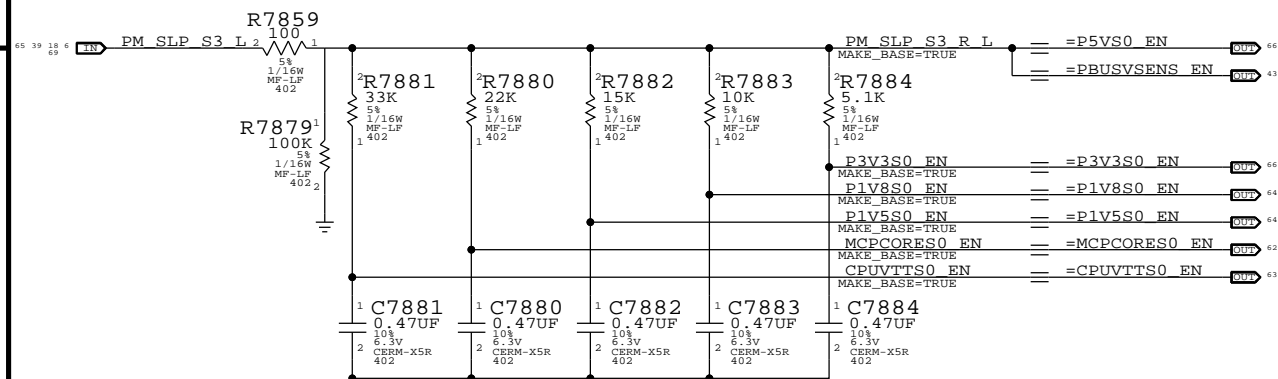 R7859
100
65 39 18 6
69
IN
PM_SLP_S3_L 2 1
5%
1/16W
MF-LF
402
PM_SLP_S3_R_L
MAKE_BASE=TRUE
=P5VS0_EN
OUT 66
=PBUSVSENS_EN
OUT 43
R7879 1
100K
5%
1/16W
MF-LF
402 2
2 R7881
33K
5%
1/16W
MF-LF
1 402
2 R7880
22K
5%
1/16W
MF-LF
1 402
2 R7882
15K
5%
1/16W
MF-LF
1 402
2 R7883
10K
5%
1/16W
MF-LF
1 402
2 R7884
5.1K
5%
1/16W
MF-LF
1 402
P3V3S0_EN
MAKE_BASE=TRUE
=P3V3S0_EN
OUT 66
P1V8S0_EN
MAKE_BASE=TRUE
=P1V8S0_EN
OUT 64
P1V5S0_EN
MAKE_BASE=TRUE
=P1V5S0_EN
OUT 64
MCPCORES0_EN
MAKE_BASE=TRUE
=MCPCORES0_EN
OUT 62
CPUVTTS0_EN
MAKE_BASE=TRUE
=CPUVTTS0_EN
OUT 63
1 C7881
0.47UF
10%
6.3V
2 CERM-X5R
402
1 C7880
0.47UF
10%
6.3V
2 CERM-X5R
402
1 C7882
0.47UF
10%
6.3V
2 CERM-X5R
402
1 C7883
0.47UF
10%
6.3V
2 CERM-X5R
402
1 C7884
0.47UF
10%
6.3V
2 CERM-X5R
402